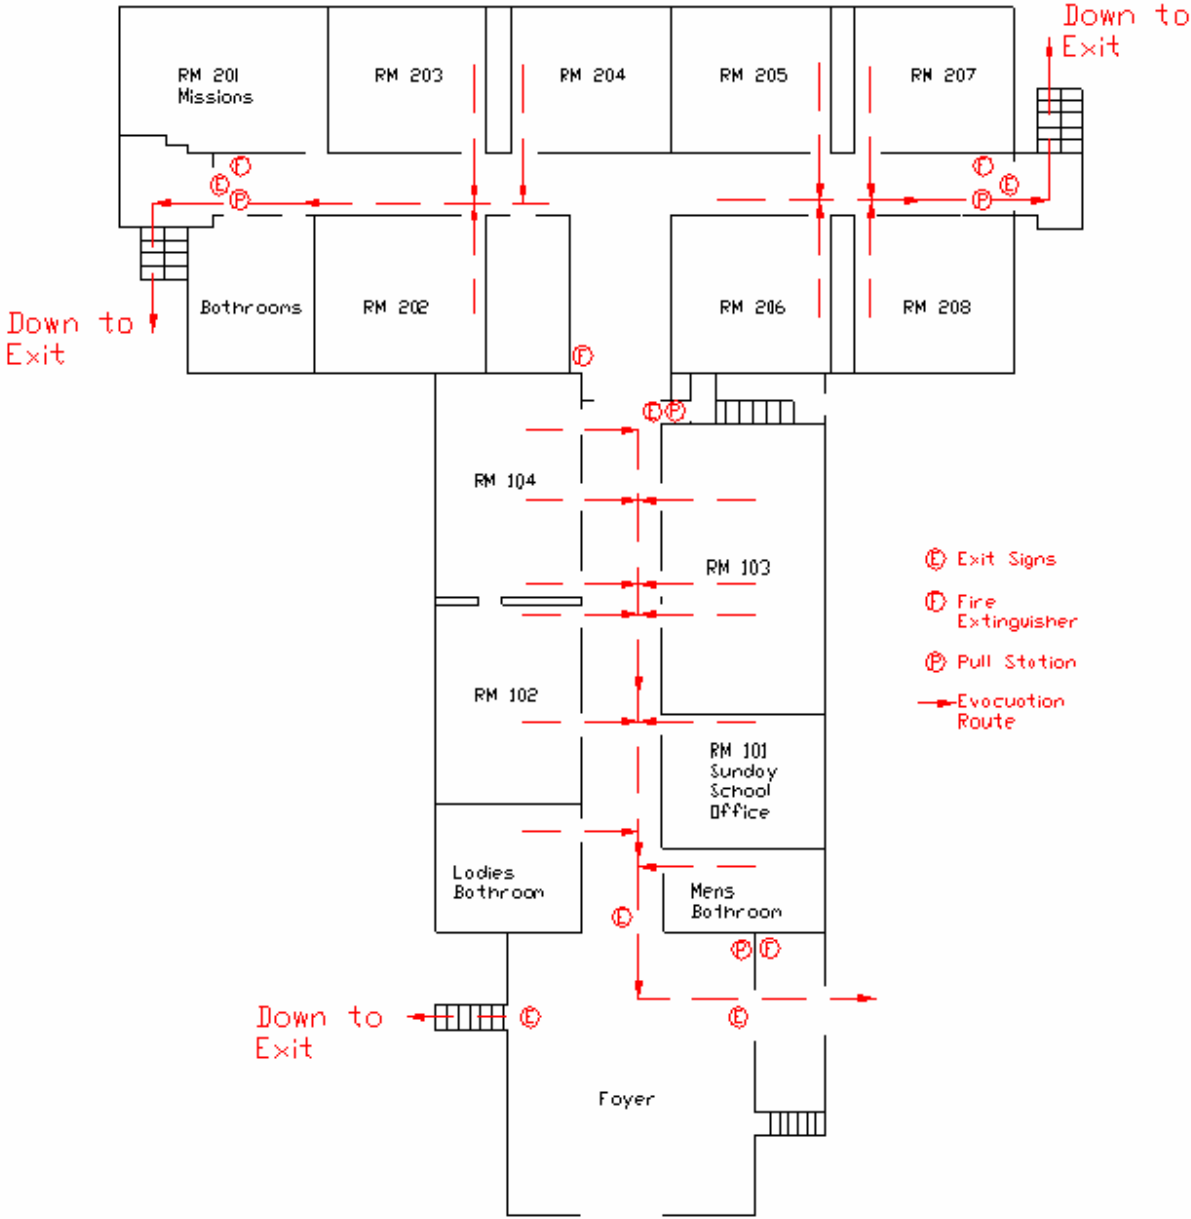 Down to
Exit
RM 201
Missions
RM 203
RM 204
RM 205
RM 207
F
E
P
F
E
P
Bathrooms
RM 202
RM 206
RM 208
Down to
Exit
F
E P
RM 104
RM 103
E Exit Signs
F Fire
Extinguisher
P Pull Station
Evacuation
Route
RM 102
RM 101
Sunday
School
Office
Ladies
Bathroom
Mens
Bathroom
E
P F
Down to
Exit
E
E
Foyer